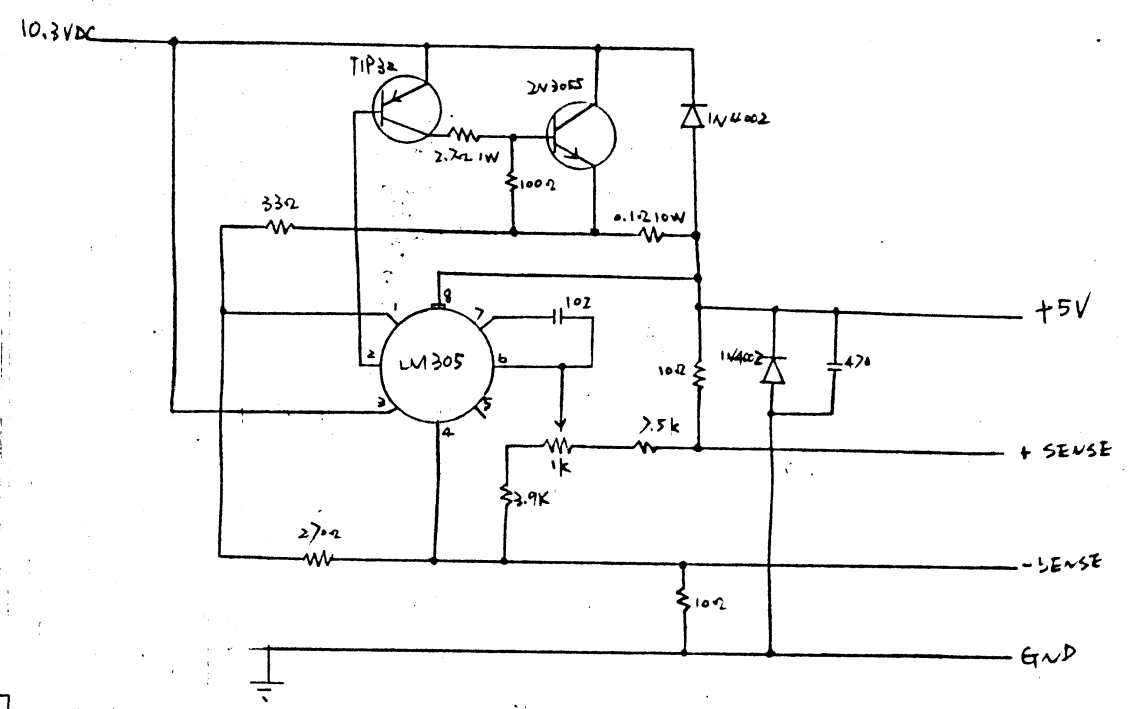 10.3VDC
TIP32
2N3055
1N4002
2.7Ω 1W
100Ω
33Ω
0.1Ω 10W
8
1
7
102
+5V
2
LM305
6
10Ω
1N4002
470
3
5
4
7.5K
1K
+ SENSE
3.9K
270Ω
-SENSE
10Ω
GND